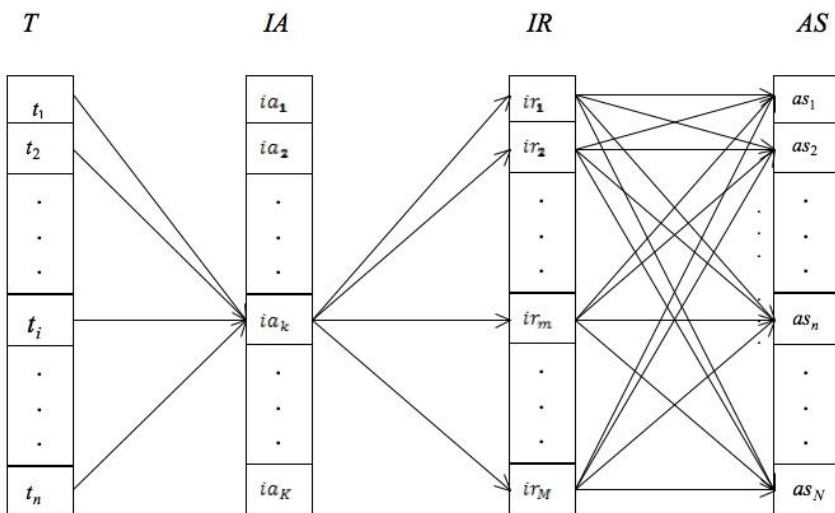 T IA IR AS
t₁ ia₁ ir₁ as₁
t₂ ia₂ ir₂ as₂
. . . .
. . . .
. . . .
tᵢ iaₖ irₘ asₙ
. . . .
. . . .
. . . .
tₙ ia_K ir_M as_N